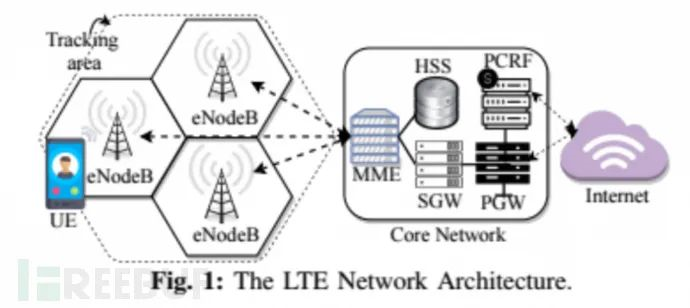 Tracking
area
HSS
PCRF
S
eNodeB
eNodeB
MME
UE
SGW
PGW
Internet
eNodeB
Core Network
REEBUF
Fig. 1: The LTE Network Architecture.